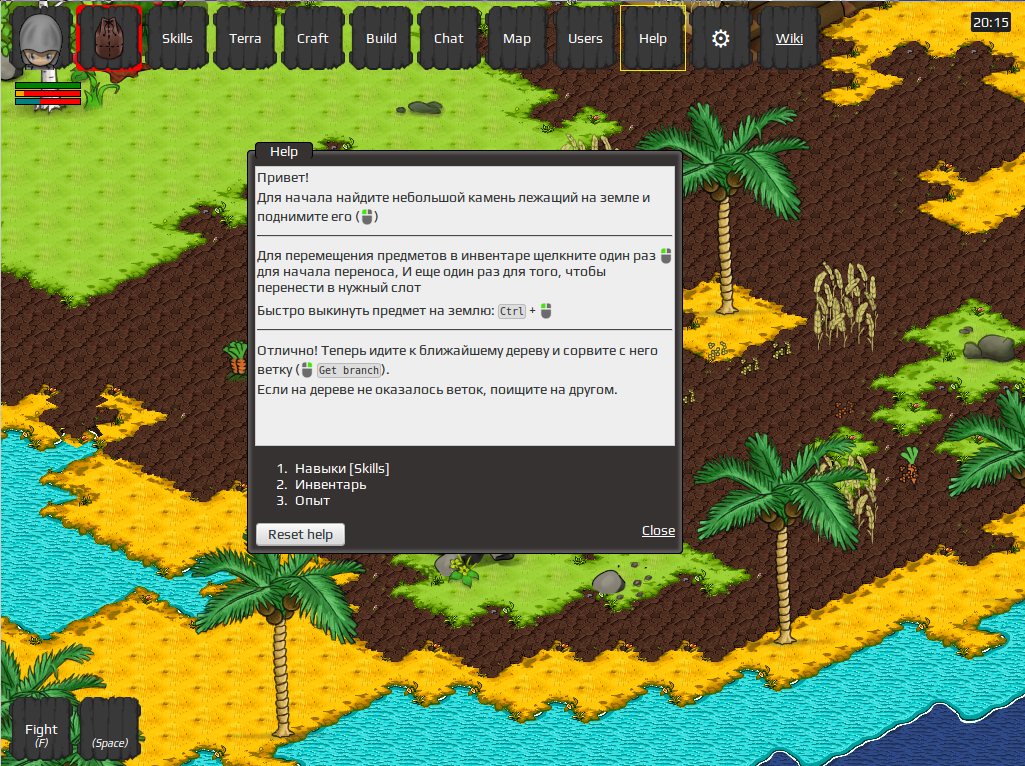 Skills
Terra
Craft
Build
Chat
Map
Users
Help
Wiki
20:15
Help
Привет!
Для начала найдите небольшой камень лежащий на земле и
поднимите его ( )
Для перемещения предметов в инвентаре щелкните один раз
для начала переноса, И еще один раз для того, чтобы
перенести в нужный слот
Быстро выкинуть предмет на землю: Ctrl +
Отлично! Теперь идите к ближайшему дереву и сорвите с него
ветку ( Get branch).
Если на дереве не оказалось веток, поищите на другом.
1. Навыки [Skills]
2. Инвентарь
3. Опыт
Reset help
Close
Fight
(F)
(Space)